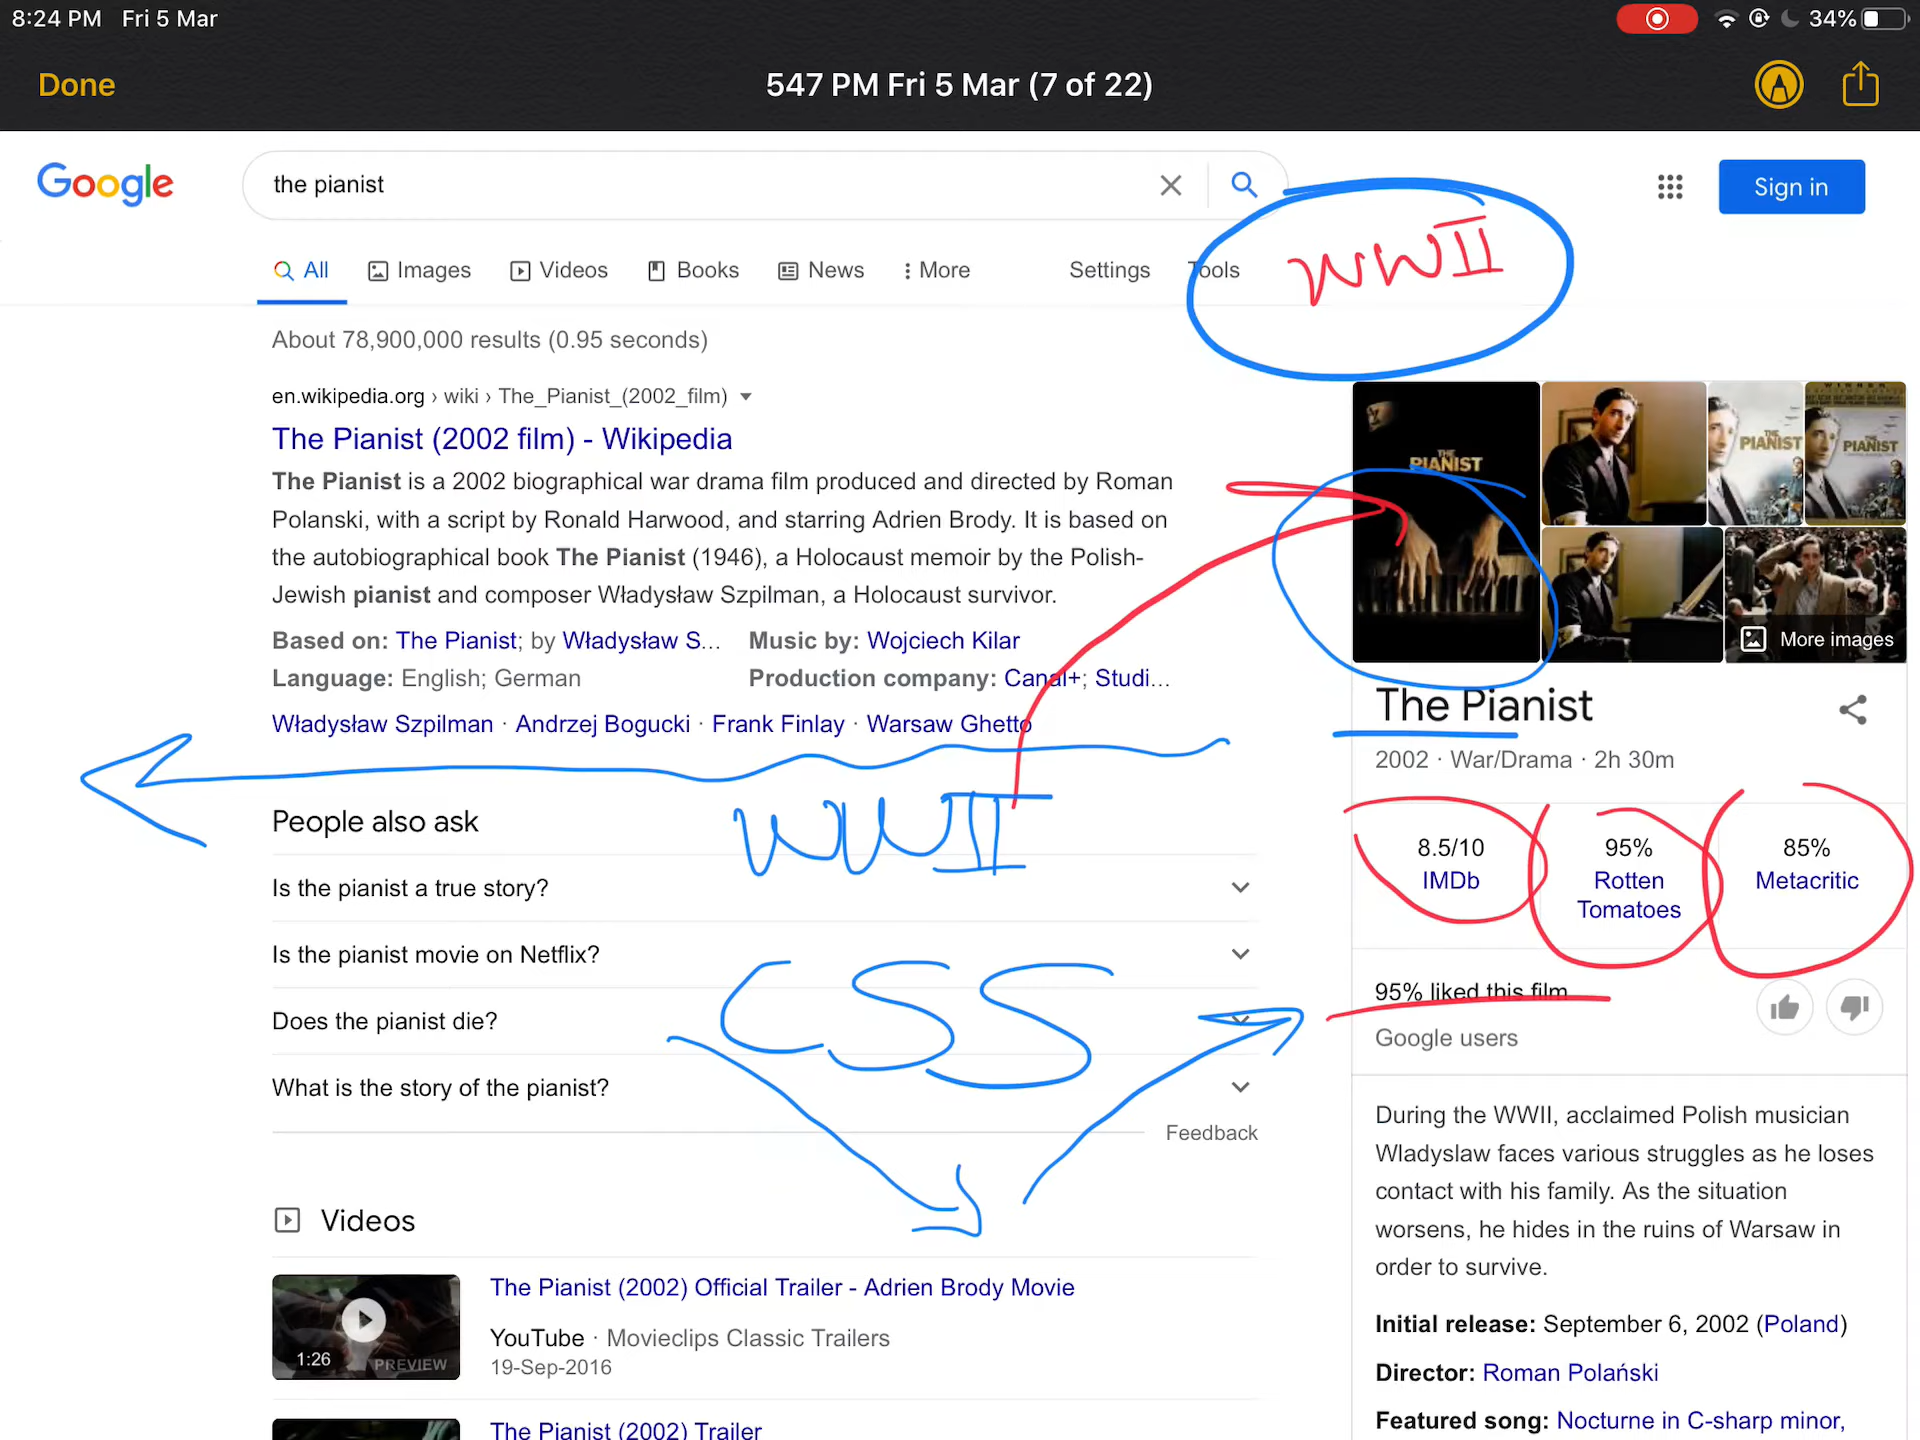 8:24 PM Fri 5 Mar
34%
Done
547 PM Fri 5 Mar (7 of 22)
Google
the pianist
Sign in
All Images Videos Books News More Settings Tools
WWII
About 78,900,000 results (0.95 seconds)
en.wikipedia.org › wiki › The_Pianist_(2002_film)
The Pianist (2002 film) - Wikipedia
The Pianist is a 2002 biographical war drama film produced and directed by Roman
Polanski, with a script by Ronald Harwood, and starring Adrien Brody. It is based on
the autobiographical book The Pianist (1946), a Holocaust memoir by the Polish-
Jewish pianist and composer Władysław Szpilman, a Holocaust survivor.
Based on: The Pianist; by Władysław S... Music by: Wojciech Kilar
Language: English; German Production company: Canal+; Studi...
Władysław Szpilman · Andrzej Bogucki · Frank Finlay · Warsaw Ghetto
WWII
People also ask
Is the pianist a true story?
Is the pianist movie on Netflix?
CSS
Does the pianist die?
What is the story of the pianist?
Feedback
Videos
The Pianist (2002) Official Trailer - Adrien Brody Movie
YouTube · Movieclips Classic Trailers
19-Sep-2016
1:26
PREVIEW
The Pianist (2002) Trailer
THE
PIANIST
THE
PIANIST
WINNER
THE
PIANIST
More images
The Pianist
2002 · War/Drama · 2h 30m
8.5/10
IMDb
95%
Rotten
Tomatoes
85%
Metacritic
95% liked this film
Google users
During the WWII, acclaimed Polish musician
Wladyslaw faces various struggles as he loses
contact with his family. As the situation
worsens, he hides in the ruins of Warsaw in
order to survive.
Initial release: September 6, 2002 (Poland)
Director: Roman Polański
Featured song: Nocturne in C-sharp minor,